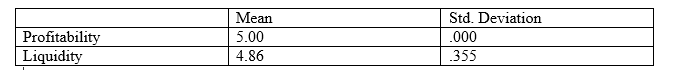 Mean Std. Deviation
Profitability 5.00 .000
Liquidity 4.86 .355